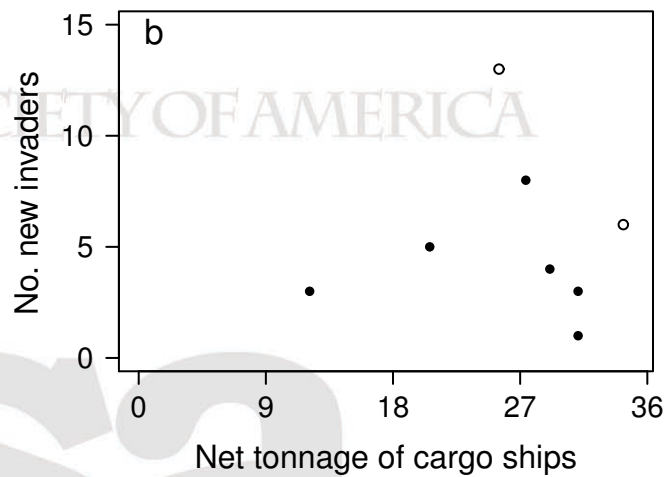 15
b
CIETY OF AMERICA
10
No. new invaders
5
0
0 9 18 27 36
Net tonnage of cargo ships